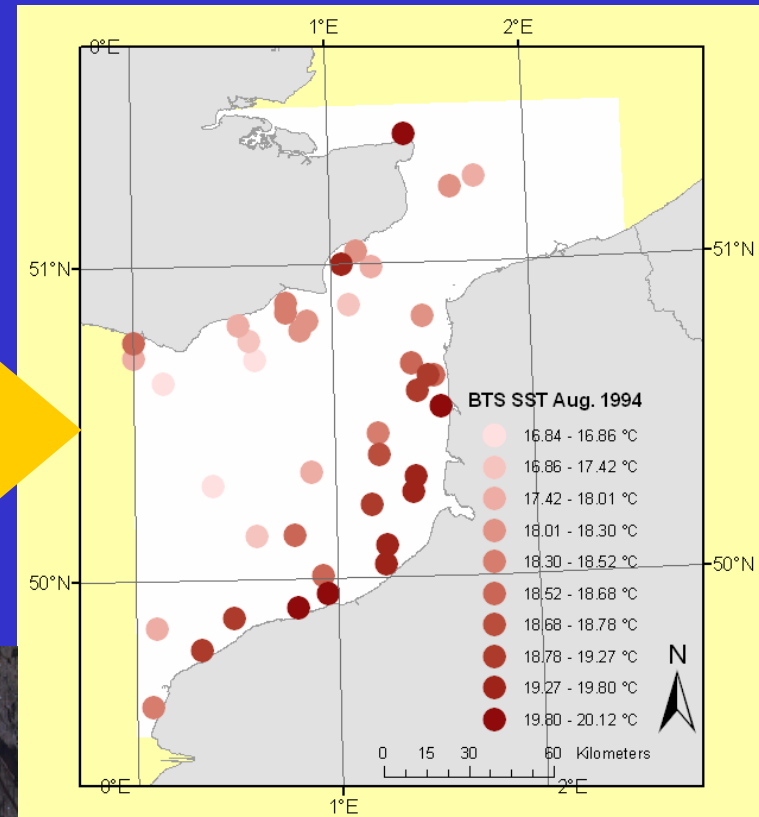 1°E 2°E
0°E
51°N 51°N
BTS SST Aug. 1994
16.84 - 16.86 °C
16.86 - 17.42 °C
17.42 - 18.01 °C
18.01 - 18.30 °C
18.30 - 18.52 °C
18.52 - 18.68 °C
18.68 - 18.78 °C
18.78 - 19.27 °C
19.27 - 19.80 °C
19.80 - 20.12 °C
50°N 50°N
N
0 15 30 60 Kilometers
0°E 2°E
1°E